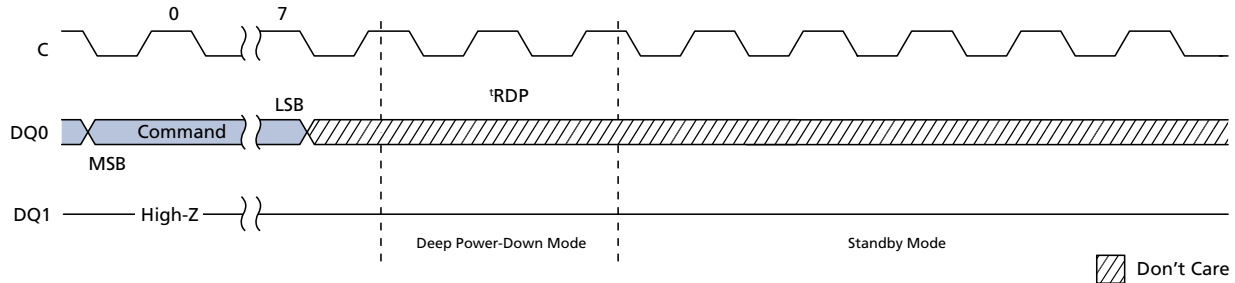 0 7
C
tRDP
LSB
DQ0 Command
MSB
DQ1 High-Z
Deep Power-Down Mode Standby Mode
Don't Care